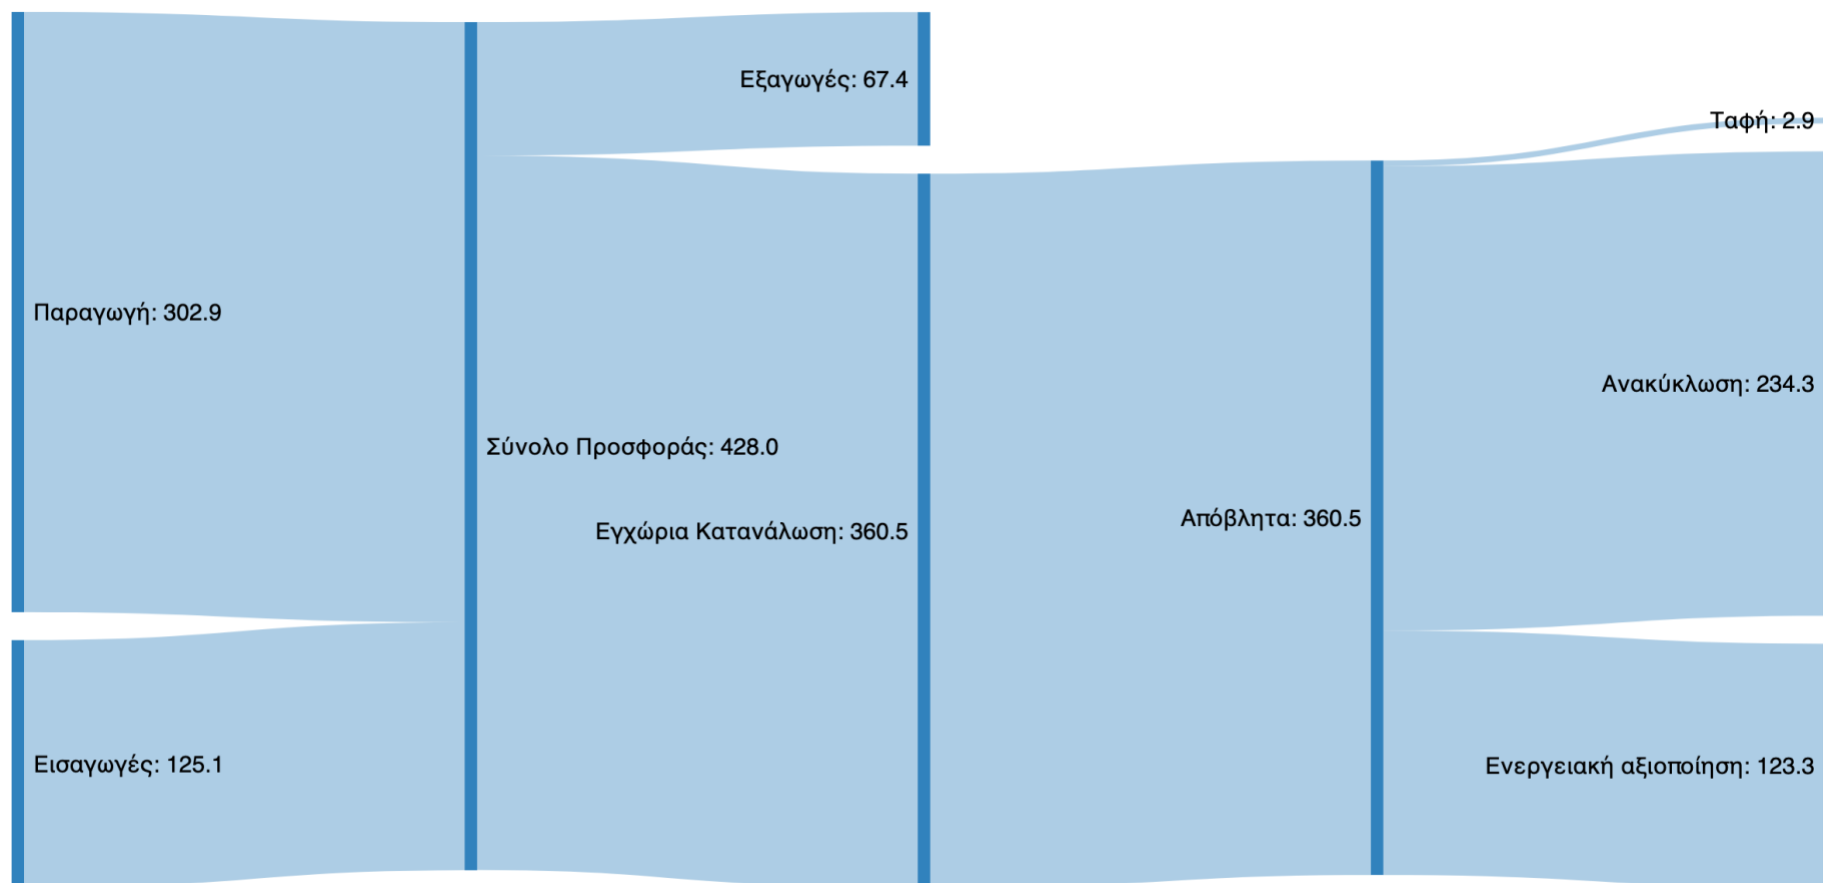 Παραγωγή: 302.9
Εισαγωγές: 125.1
Σύνολο Προσφοράς: 428.0
Εξαγωγές: 67.4
Εγχώρια Κατανάλωση: 360.5
Απόβλητα: 360.5
Ταφή: 2.9
Ανακύκλωση: 234.3
Ενεργειακή αξιοποίηση: 123.3